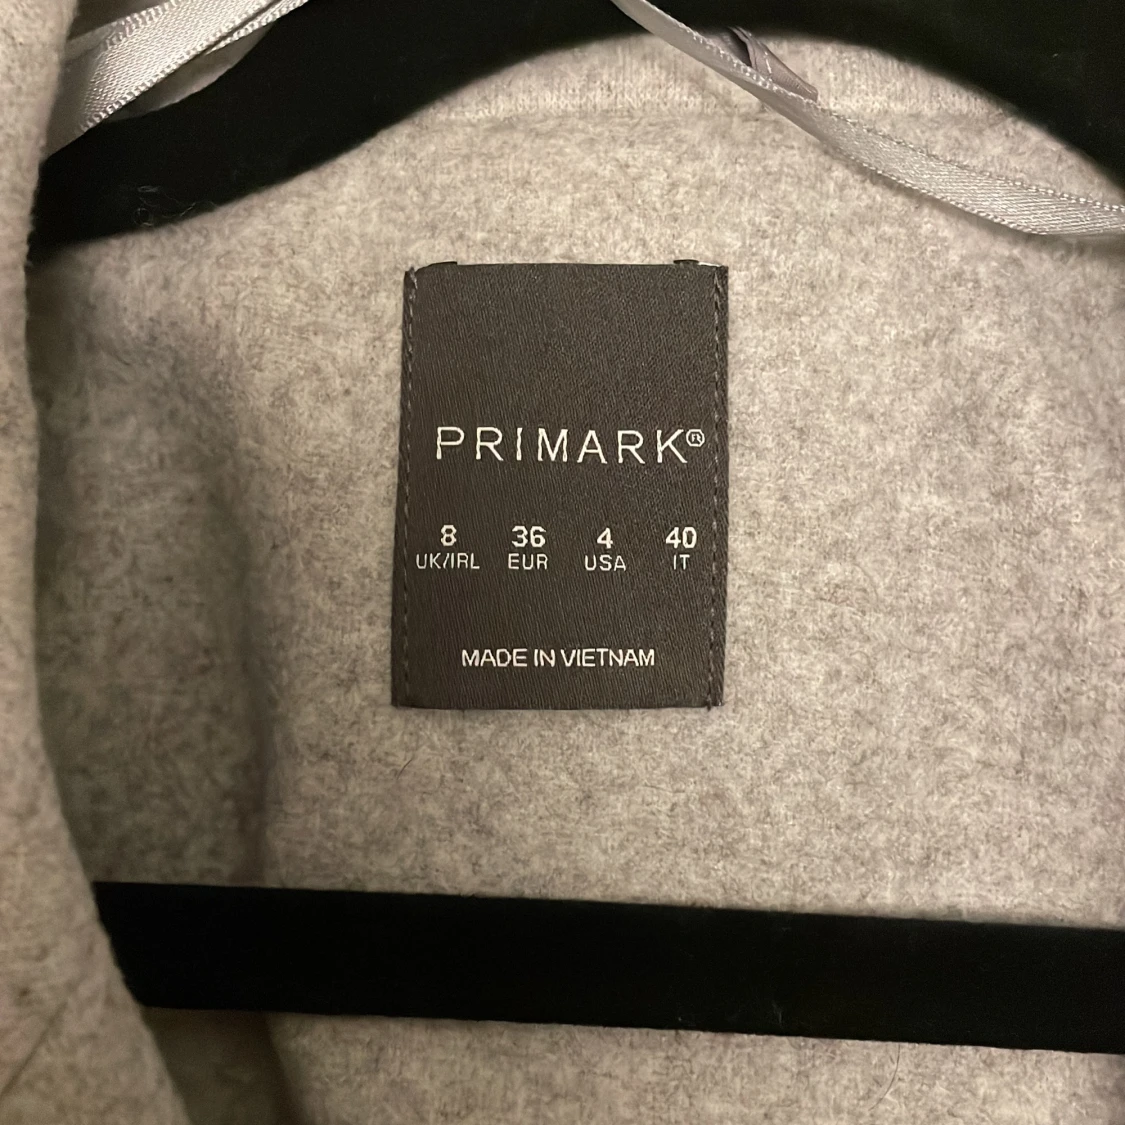 PRIMARK®
8 36 4 40
UK/IRL EUR USA IT
MADE IN VIETNAM